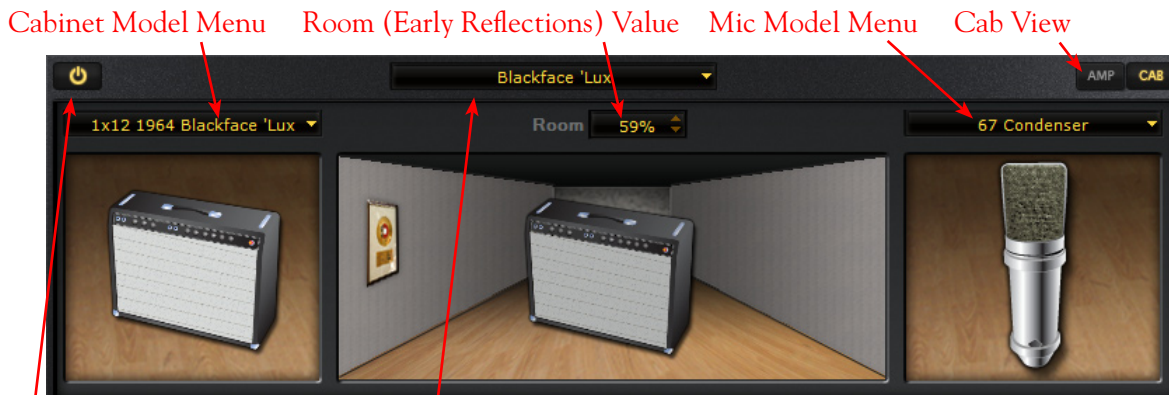 Cabinet Model Menu Room (Early Reflections) Value Mic Model Menu Cab View
Blackface 'Lux AMP CAB
1x12 1964 Blackface 'Lux Room 59% 67 Condenser